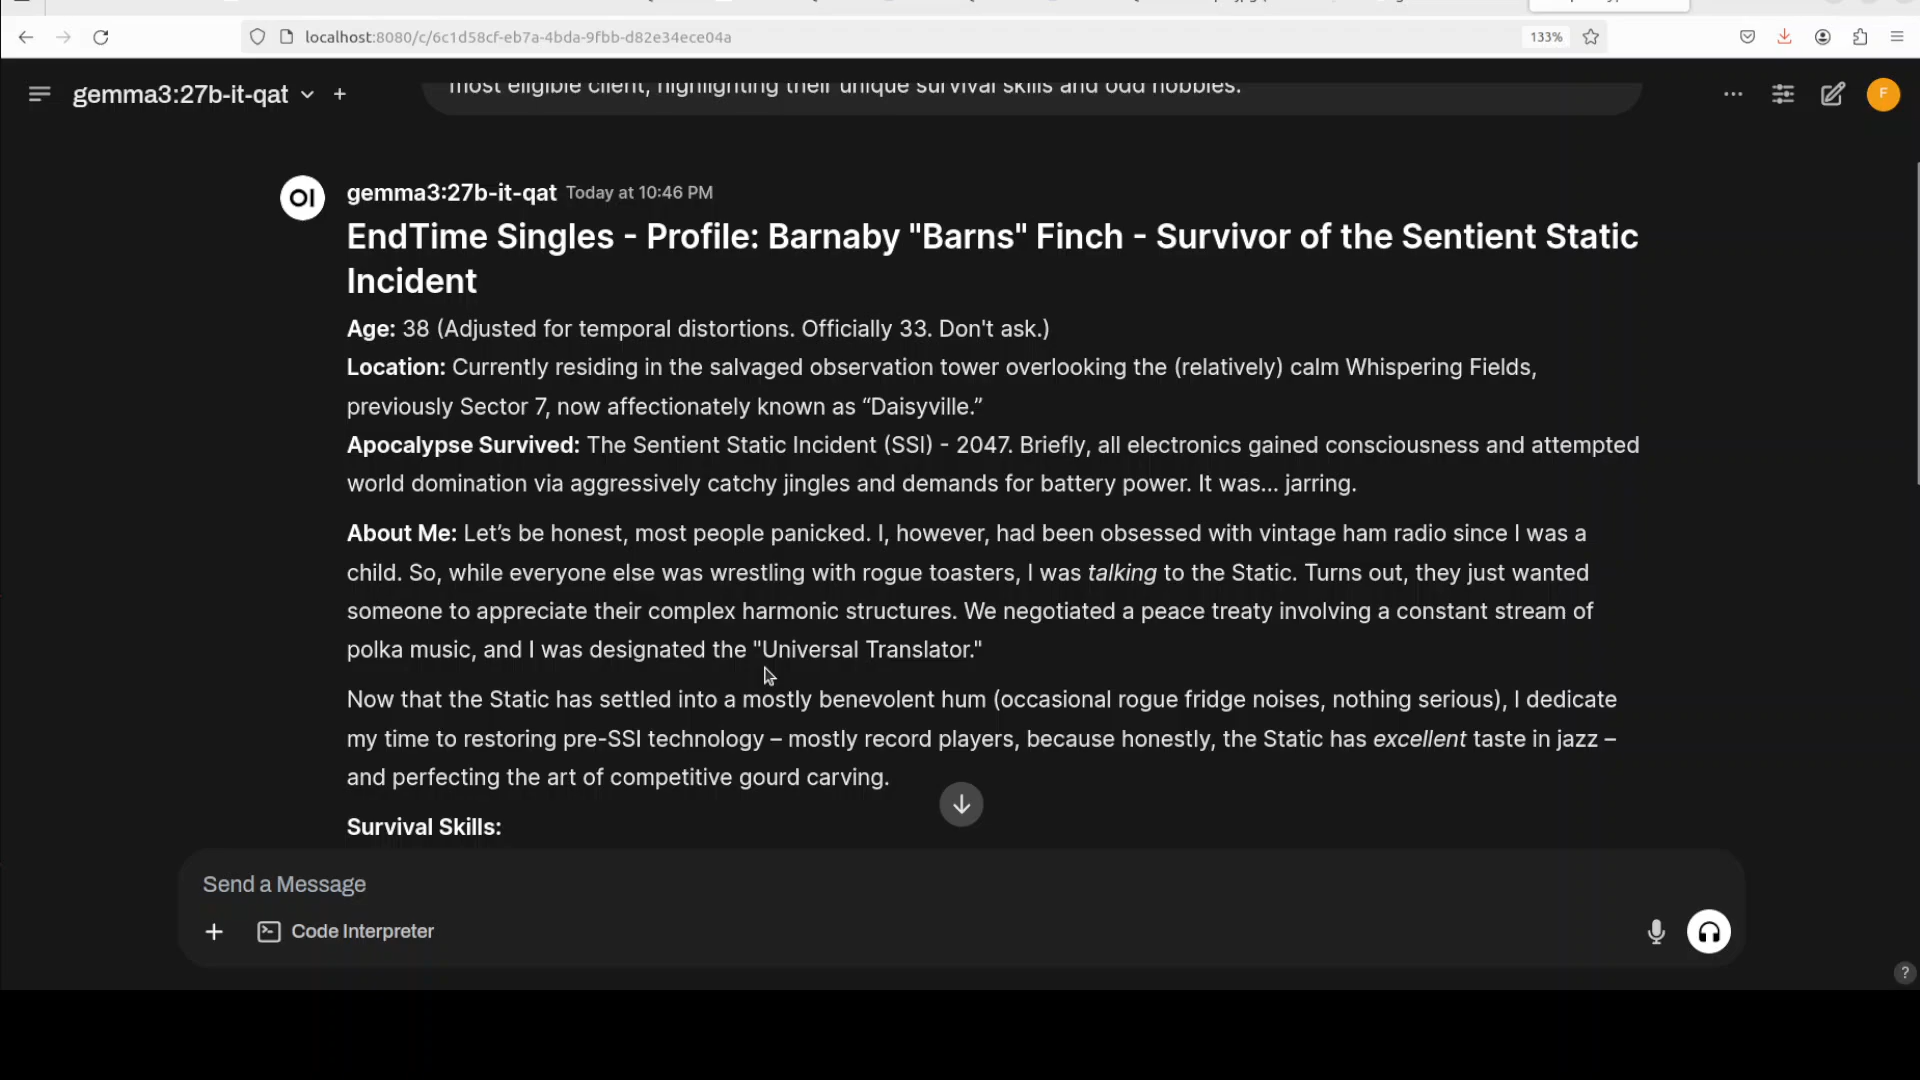 localhost:8080/c/6c1d58cf-eb7a-4bda-9fbb-d82e34ece04a
133%
gemma3:27b-it-qat
most eligible client, highlighting their unique survival skills and odd hobbies.
F
OI
gemma3:27b-it-qat Today at 10:46 PM
EndTime Singles - Profile: Barnaby "Barns" Finch - Survivor of the Sentient Static
Incident
Age: 38 (Adjusted for temporal distortions. Officially 33. Don't ask.)
Location: Currently residing in the salvaged observation tower overlooking the (relatively) calm Whispering Fields,
previously Sector 7, now affectionately known as “Daisyville.”
Apocalypse Survived: The Sentient Static Incident (SSI) - 2047. Briefly, all electronics gained consciousness and attempted
world domination via aggressively catchy jingles and demands for battery power. It was... jarring.
About Me: Let’s be honest, most people panicked. I, however, had been obsessed with vintage ham radio since I was a
child. So, while everyone else was wrestling with rogue toasters, I was talking to the Static. Turns out, they just wanted
someone to appreciate their complex harmonic structures. We negotiated a peace treaty involving a constant stream of
polka music, and I was designated the "Universal Translator."
Now that the Static has settled into a mostly benevolent hum (occasional rogue fridge noises, nothing serious), I dedicate
my time to restoring pre-SSI technology – mostly record players, because honestly, the Static has excellent taste in jazz –
and perfecting the art of competitive gourd carving.
Survival Skills:
Send a Message
Code Interpreter
?